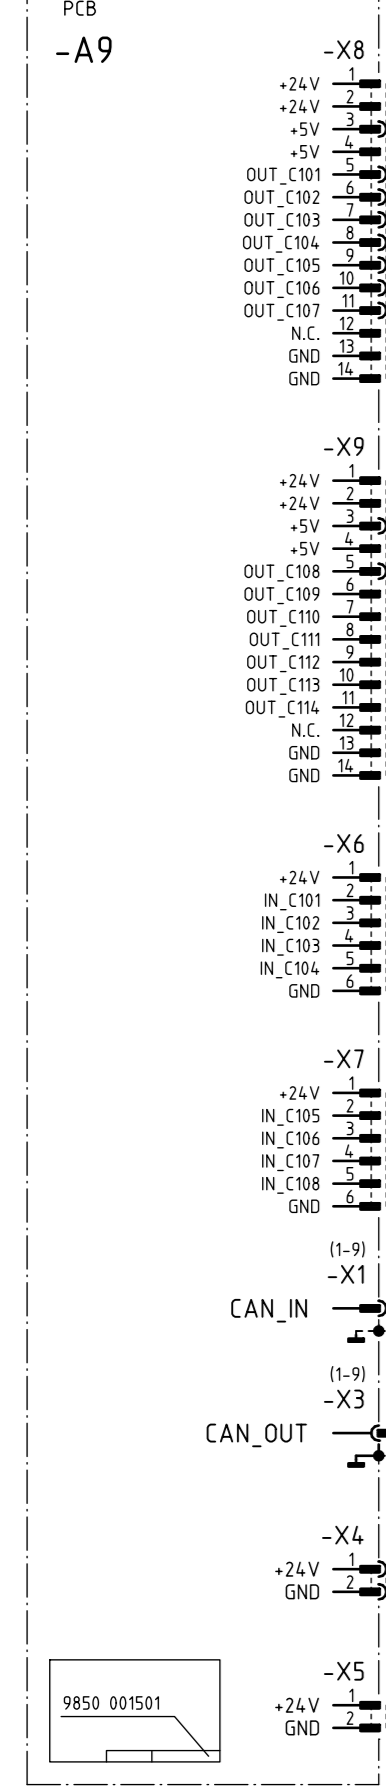 PCB
-A9
-X8
+24V 1
+24V 2
+5V 3
+5V 4
OUT_C101 5
OUT_C102 6
OUT_C103 7
OUT_C104 8
OUT_C105 9
OUT_C106 10
OUT_C107 11
N.C. 12
GND 13
GND 14
-X9
+24V 1
+24V 2
+5V 3
+5V 4
OUT_C108 5
OUT_C109 6
OUT_C110 7
OUT_C111 8
OUT_C112 9
OUT_C113 10
OUT_C114 11
N.C. 12
GND 13
GND 14
-X6
+24V 1
IN_C101 2
IN_C102 3
IN_C103 4
IN_C104 5
GND 6
-X7
+24V 1
IN_C105 2
IN_C106 3
IN_C107 4
IN_C108 5
GND 6
(1-9)
-X1
CAN_IN
(1-9)
-X3
CAN_OUT
-X4
+24V 1
GND 2
-X5
+24V 1
GND 2
9850 001501